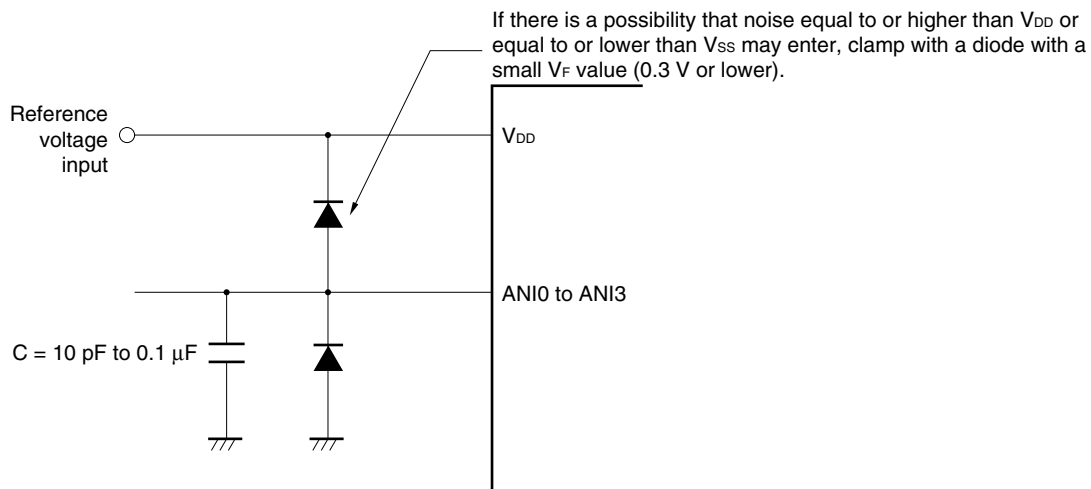 If there is a possibility that noise equal to or higher than VDD or
equal to or lower than VSS may enter, clamp with a diode with a
small VF value (0.3 V or lower).
Reference
voltage
input
VDD
ANI0 to ANI3
C = 10 pF to 0.1 μF